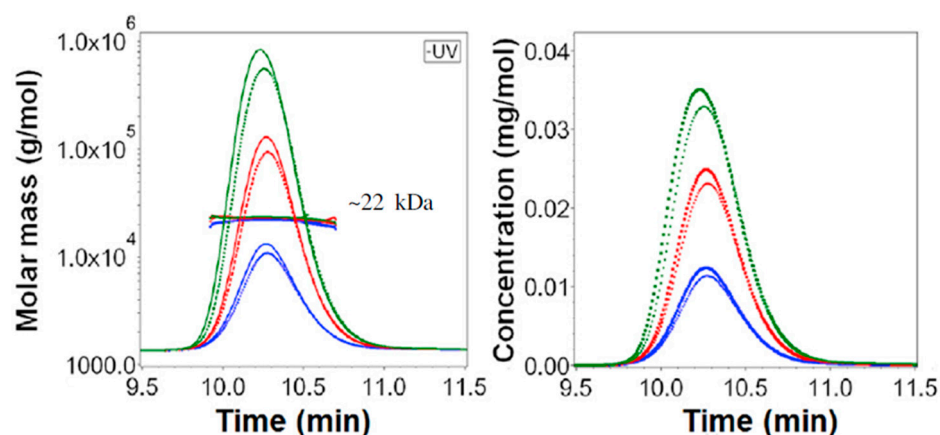 Molar mass (g/mol)
1.0x10^6
1.0x10^5
1.0x10^4
1000.0
-UV
~22 kDa
9.5 10.0 10.5 11.0 11.5
Time (min)
Concentration (mg/mol)
0.04
0.03
0.02
0.01
0.00
9.5 10.0 10.5 11.0 11.5
Time (min)